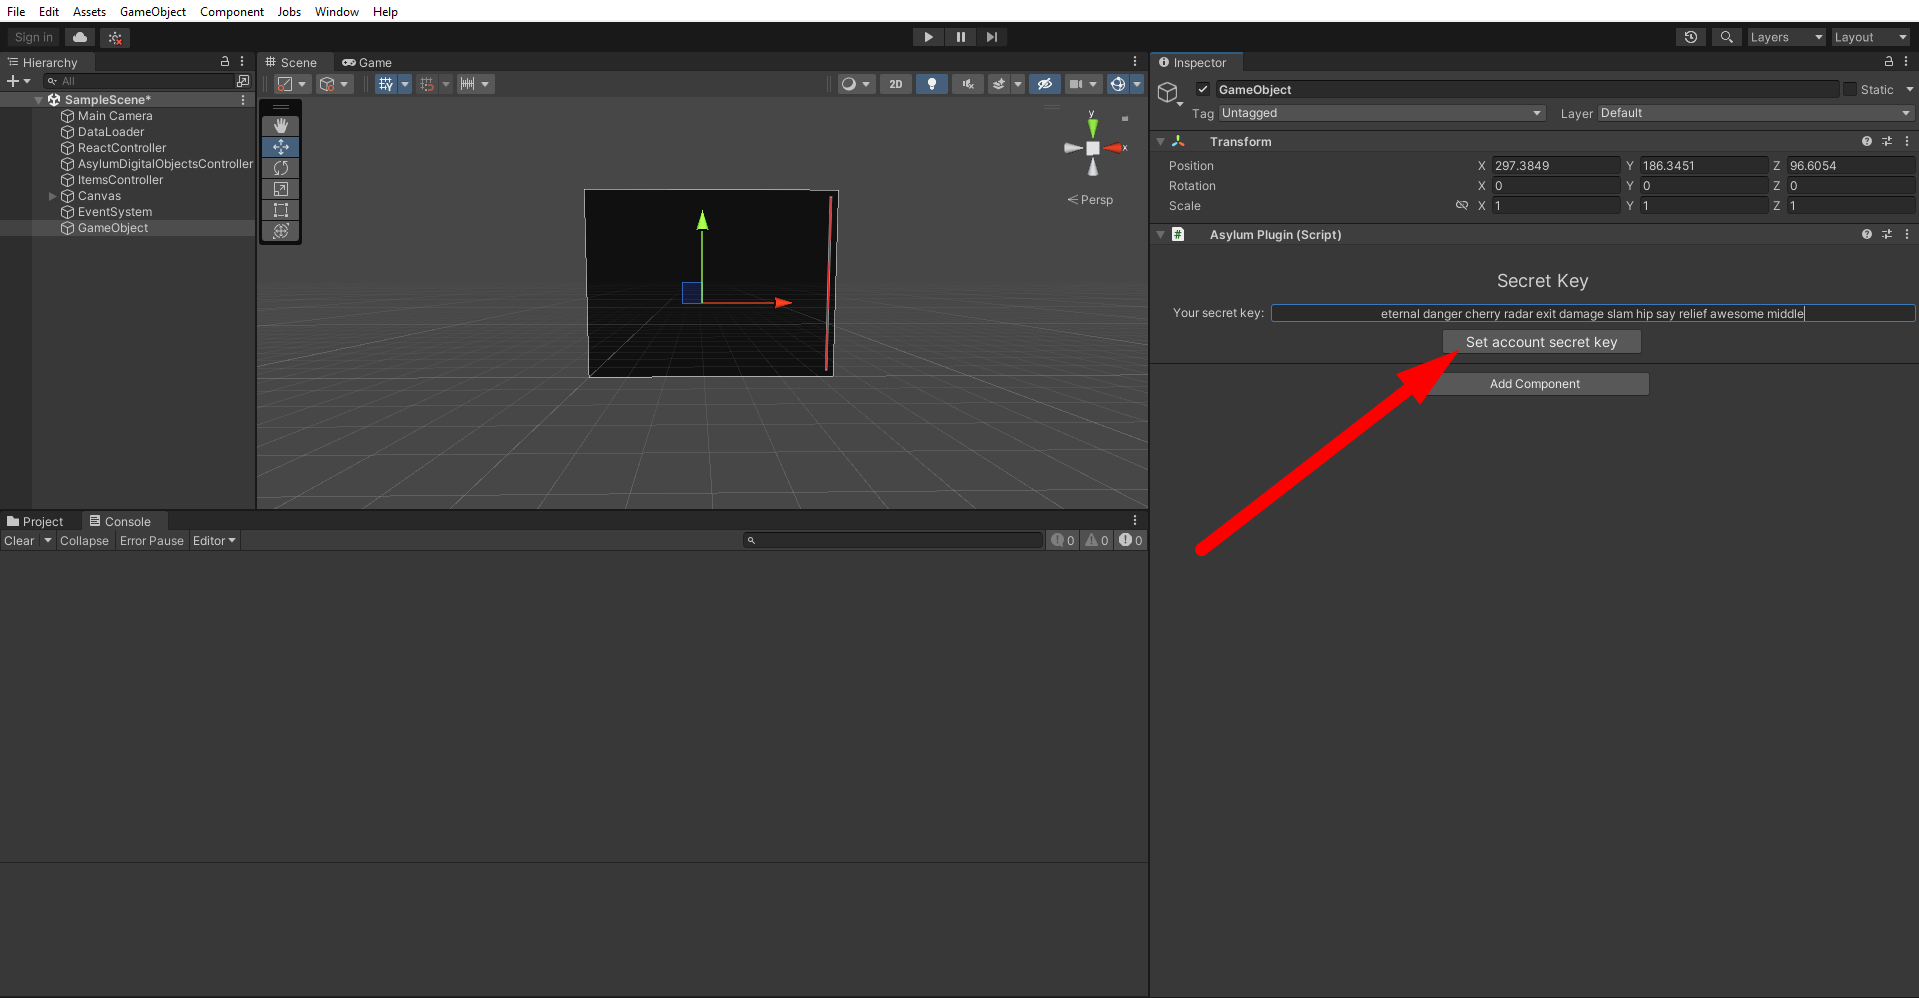 File Edit Assets GameObject Component Jobs Window Help
Sign in
Layers Layout
Hierarchy
All
SampleScene*
Main Camera
DataLoader
ReactController
AsylumDigitalObjectsController
ItemsController
Canvas
EventSystem
GameObject
Scene Game
2D
y
x
Persp
Project Console
Clear Collapse Error Pause Editor
0 0 0
Inspector
GameObject Static
Tag Untagged Layer Default
Transform
Position X 297.3849 Y 186.3451 Z 96.6054
Rotation X 0 Y 0 Z 0
Scale X 1 Y 1 Z 1
# Asylum Plugin (Script)
Secret Key
Your secret key: eternal danger cherry radar exit damage slam hip say relief awesome middle
Set account secret key
Add Component